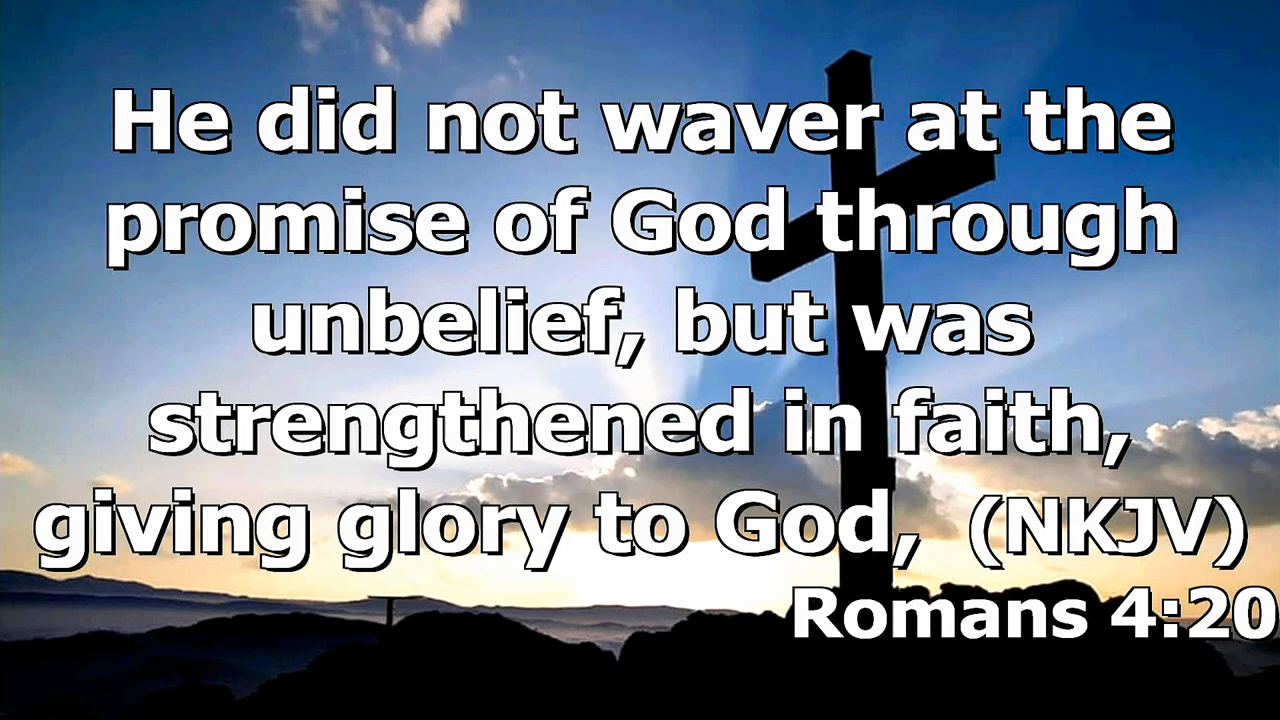 He did not waver at the
promise of God through
unbelief, but was
strengthened in faith,
giving glory to God, (NKJV)
Romans 4:20